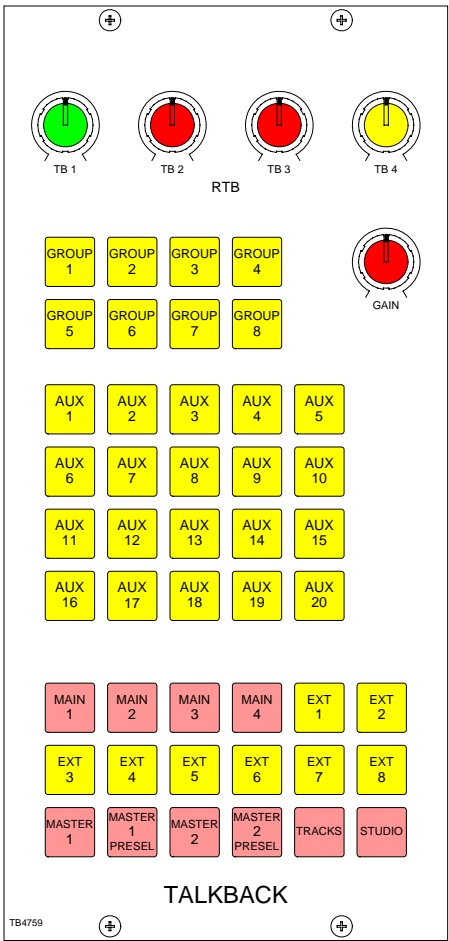 TB 1 TB 2 TB 3 TB 4
RTB
GROUP 1 GROUP 2 GROUP 3 GROUP 4
GAIN
GROUP 5 GROUP 6 GROUP 7 GROUP 8
AUX 1 AUX 2 AUX 3 AUX 4 AUX 5
AUX 6 AUX 7 AUX 8 AUX 9 AUX 10
AUX 11 AUX 12 AUX 13 AUX 14 AUX 15
AUX 16 AUX 17 AUX 18 AUX 19 AUX 20
MAIN 1 MAIN 2 MAIN 3 MAIN 4 EXT 1 EXT 2
EXT 3 EXT 4 EXT 5 EXT 6 EXT 7 EXT 8
MASTER 1 MASTER 1 PRESEL MASTER 2 MASTER 2 PRESEL TRACKS STUDIO
TALKBACK
TB4759